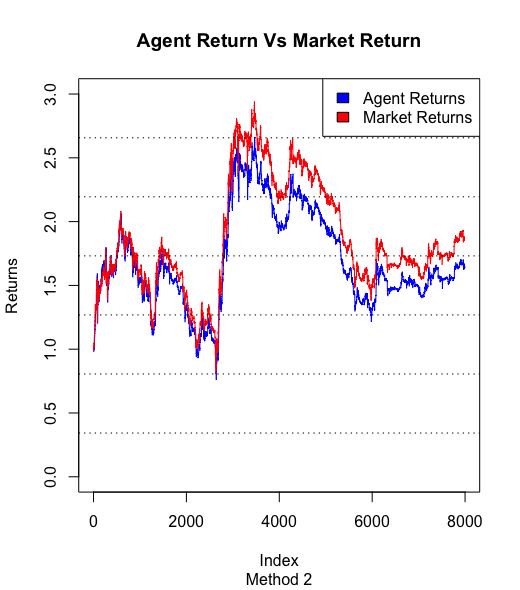 Agent Return Vs Market Return
Agent Returns
Market Returns
Returns
3.0
2.5
2.0
1.5
1.0
0.5
0.0
0 2000 4000 6000 8000
Index
Method 2